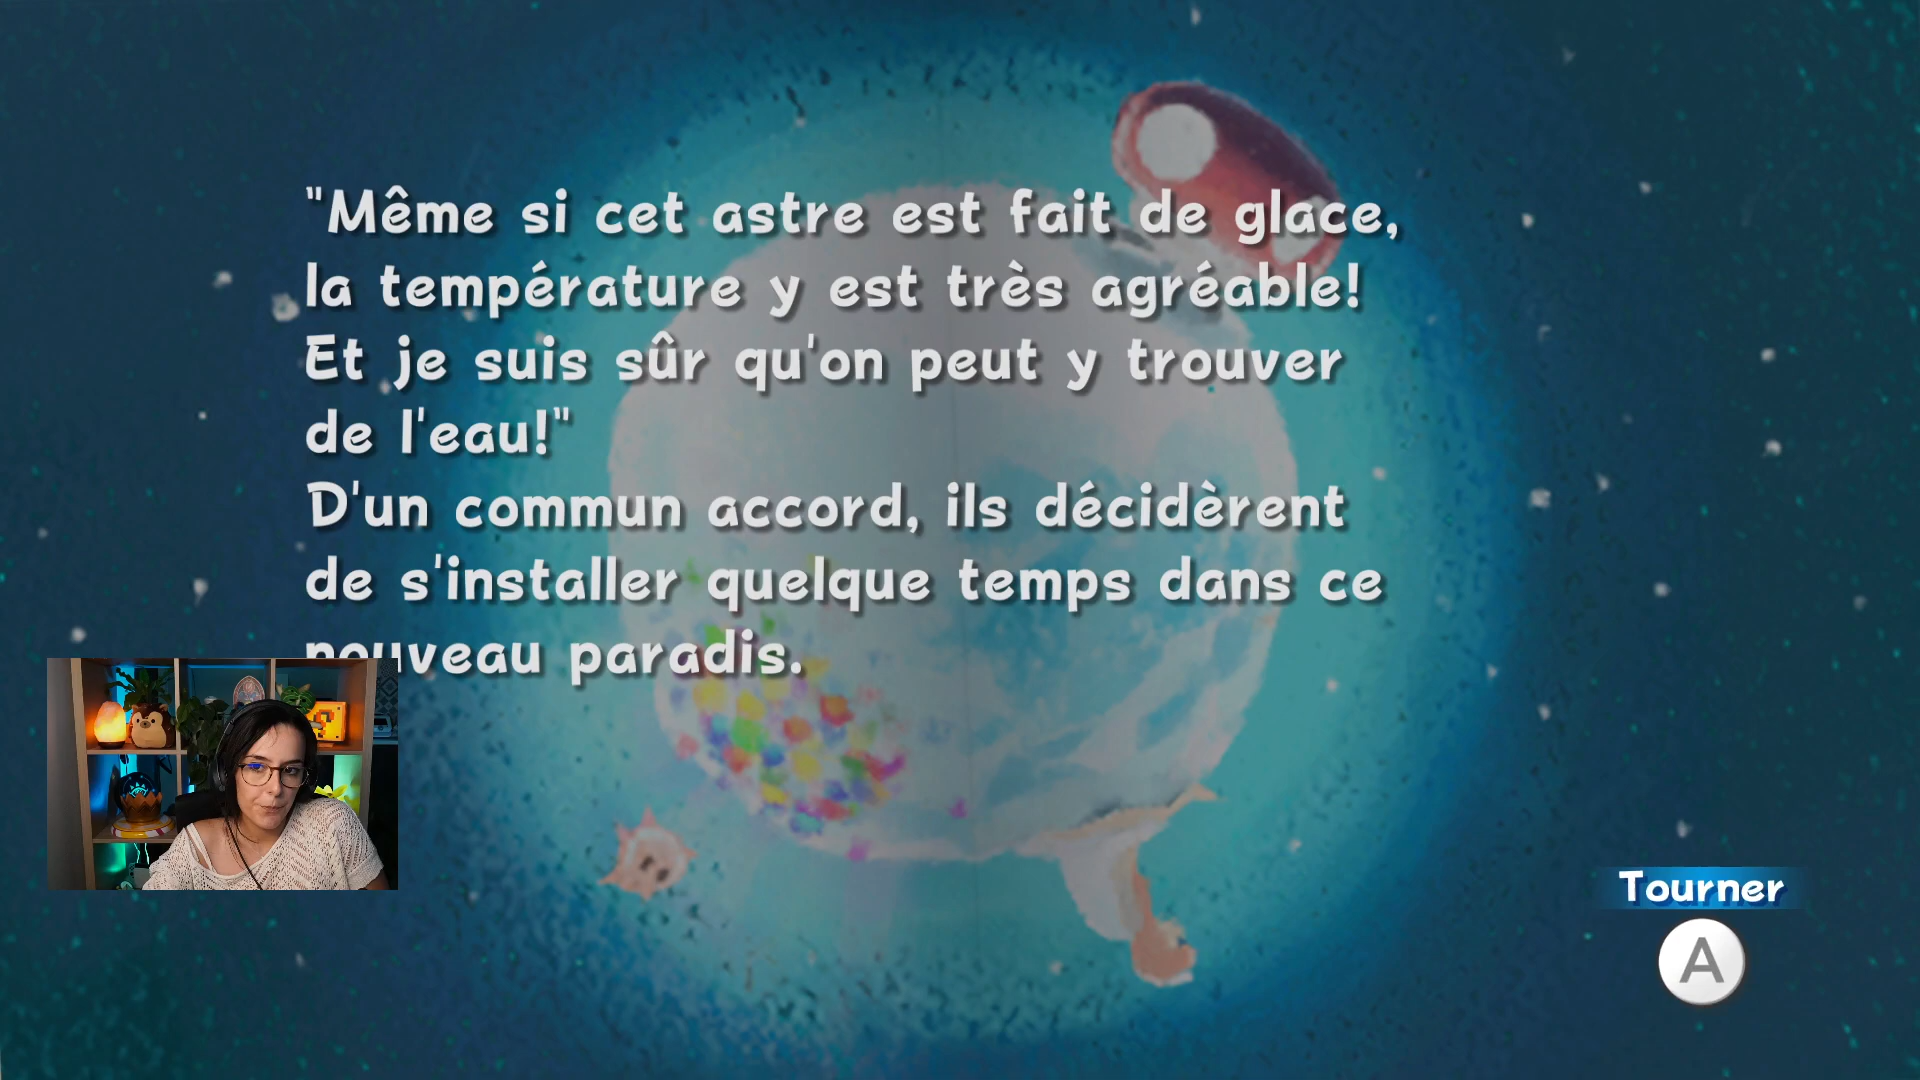 "Même si cet astre est fait de glace,
la température y est très agréable!
Et je suis sûr qu'on peut y trouver
de l'eau!"
D'un commun accord, ils décidèrent
de s'installer quelque temps dans ce
nouveau paradis.
Tourner
A